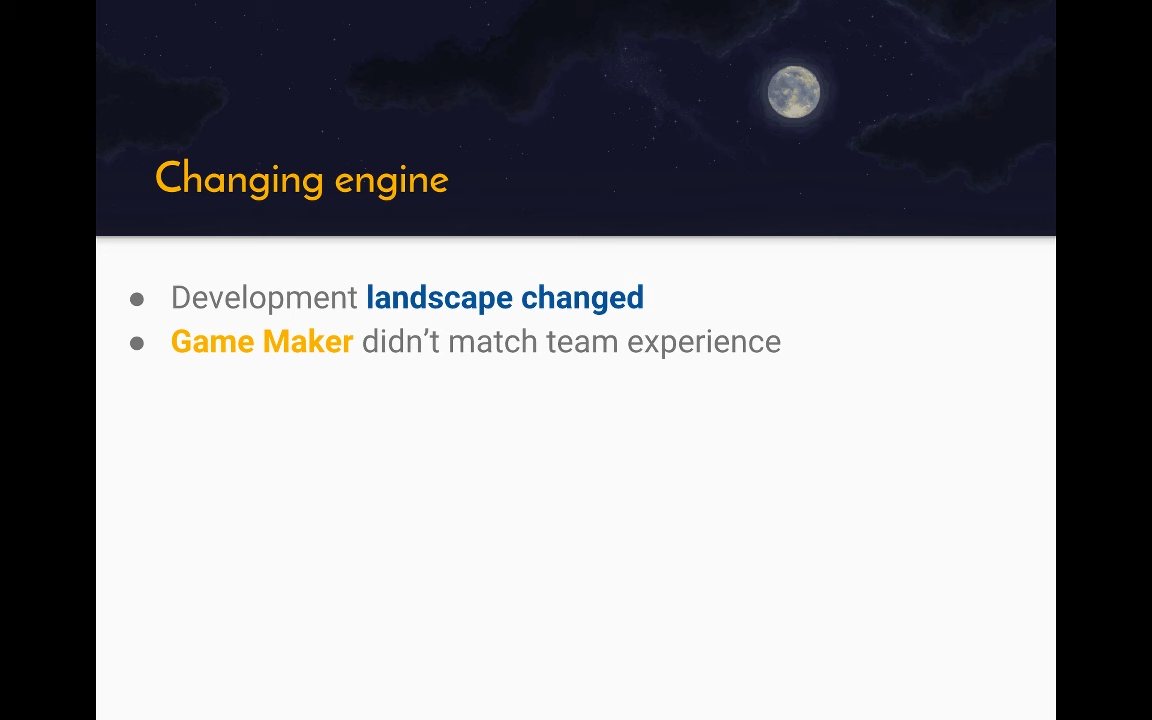 Changing engine
● Development landscape changed
● Game Maker didn’t match team experience